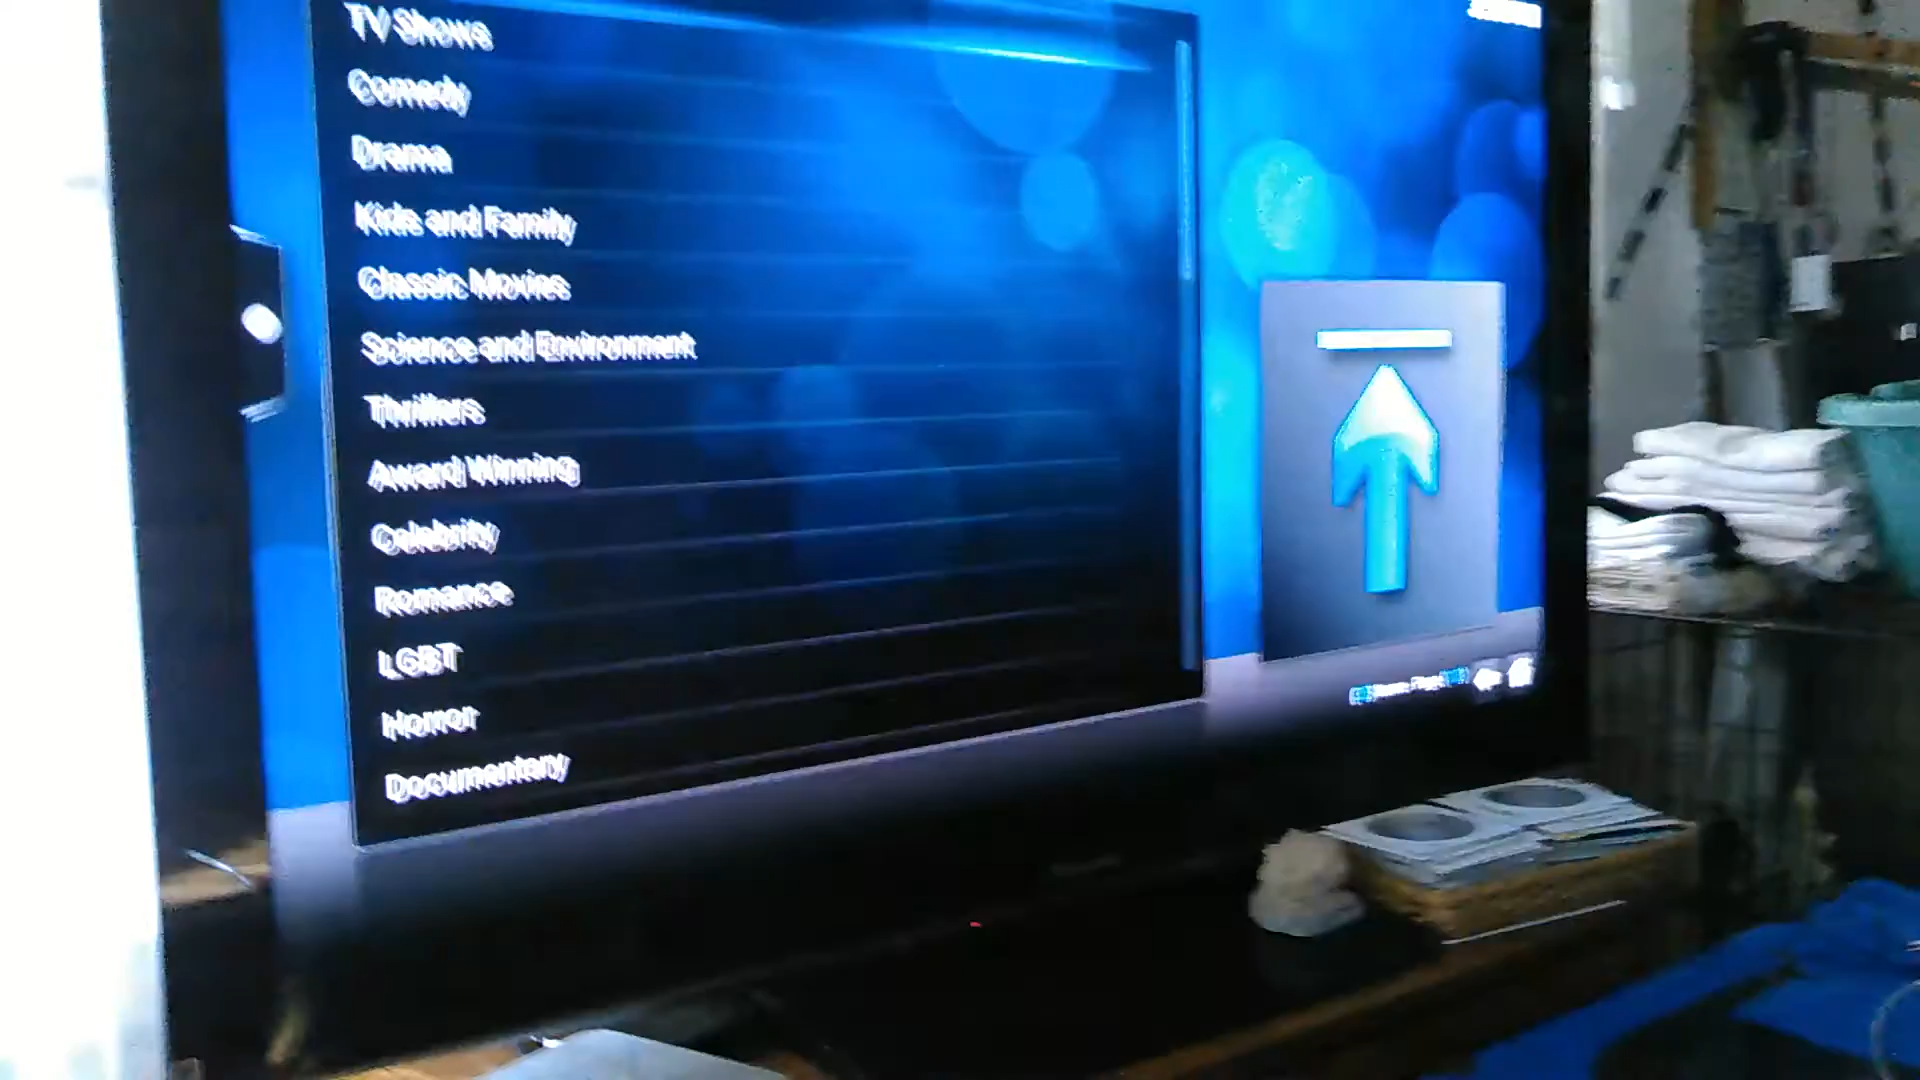 TV Shows
Comedy
Drama
Kids and Family
Classic Movies
Science and Environment
Thrillers
Award Winning
Celebrity
Romance
LGBT
Horror
Documentary